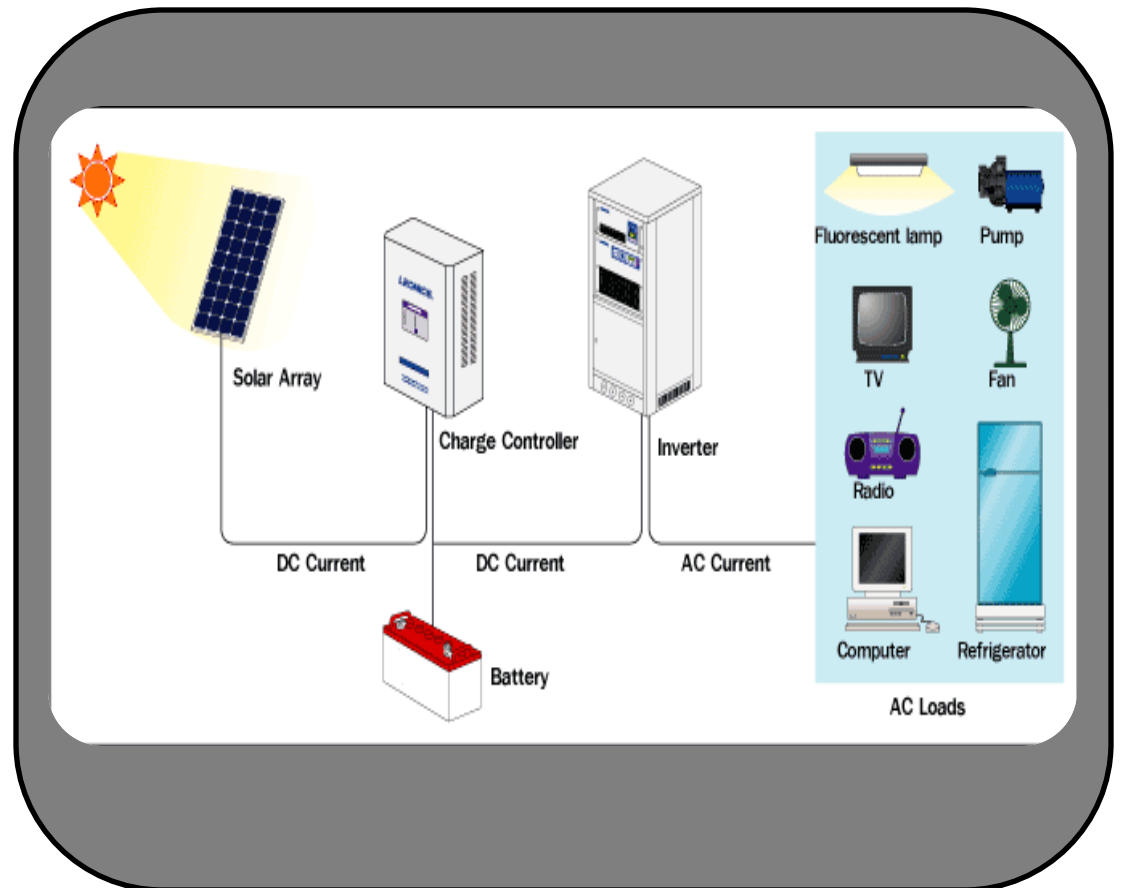 Fluorescent lamp
Pump
TV
Fan
Solar Array
Charge Controller
Inverter
Radio
DC Current
DC Current
AC Current
Computer
Refrigerator
Battery
AC Loads